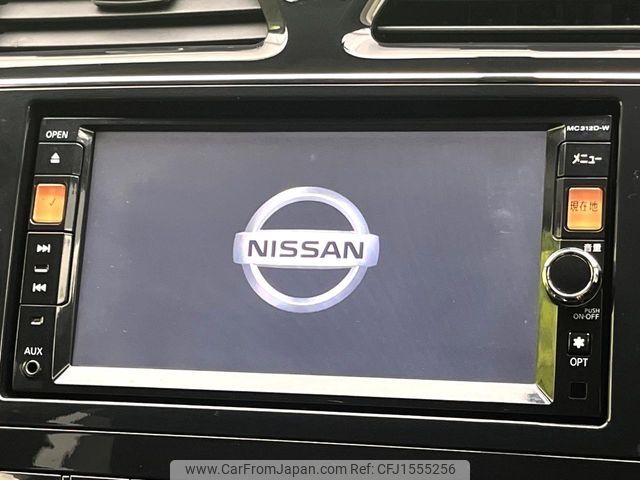 OPEN
MC312D-W
メニュー
現在地
音量
NISSAN
PUSH
ON·OFF
AUX
OPT
www.CarFromJapan.com | CFJ1555256